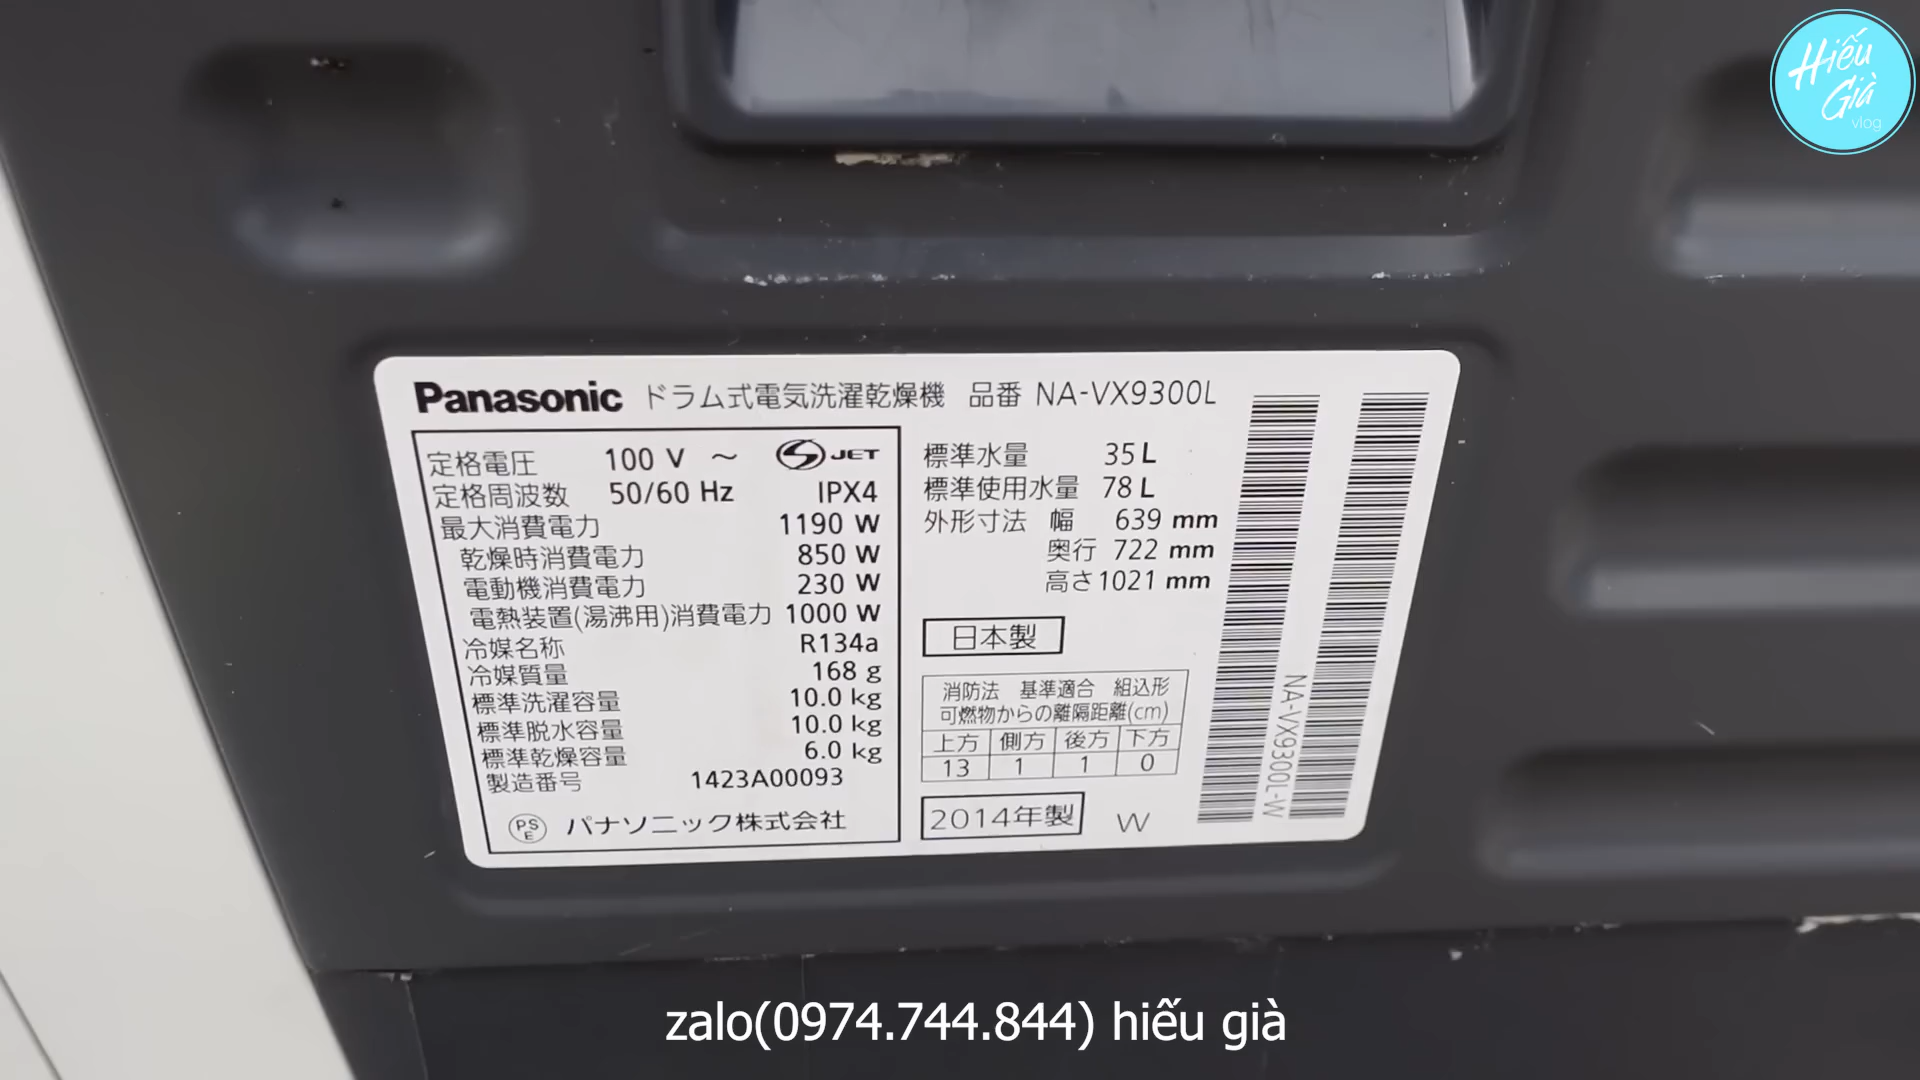 Hiếu
Già
vlog
Panasonic ドラム式電気洗濯乾燥機 品番 NA-VX9300L
定格電圧 100 V ～ S JET
定格周波数 50/60 Hz IPX4
最大消費電力 1190 W
乾燥時消費電力 850 W
電動機消費電力 230 W
電熱装置(湯沸用)消費電力 1000 W
冷媒名称 R134a
冷媒質量 168 g
標準洗濯容量 10.0 kg
標準脱水容量 10.0 kg
標準乾燥容量 6.0 kg
製造番号 1423A00093
PS
E
パナソニック株式会社
標準水量 35 L
標準使用水量 78 L
外形寸法 幅 639 mm
奥行 722 mm
高さ 1021 mm
日本製
消防法 基準適合 組込形
可燃物からの離隔距離(cm)
上方 側方 後方 下方
13 1 1 0
2014年製 W
NA-VX9300L-W
zalo(0974.744.844) hiếu già